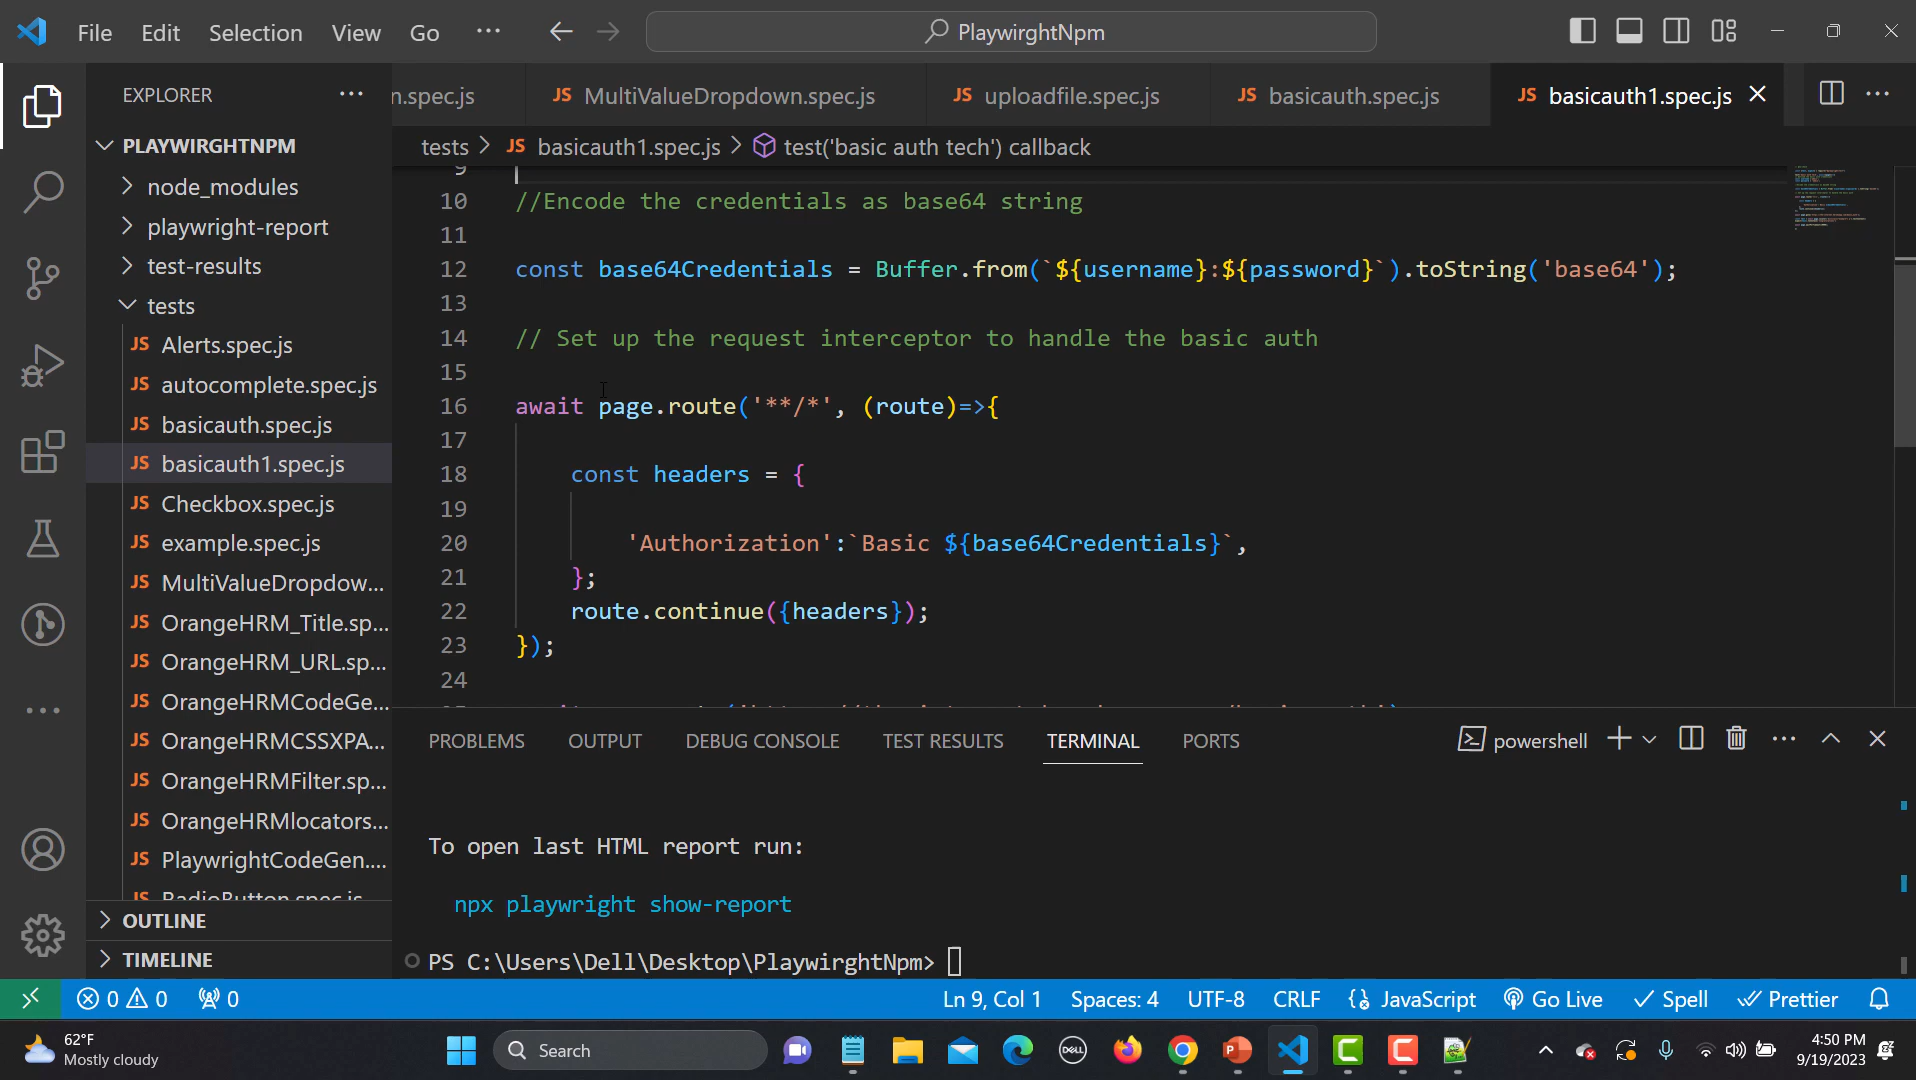 File Edit Selection View Go ··· PlaywirghtNpm
EXPLORER
n.spec.js JS MultiValueDropdown.spec.js JS uploadfile.spec.js JS basicauth.spec.js JS basicauth1.spec.js
tests > JS basicauth1.spec.js > test('basic auth tech') callback
PLAYWIRGHTNPM
node_modules
playwright-report
test-results
tests
JS Alerts.spec.js
JS autocomplete.spec.js
JS basicauth.spec.js
JS basicauth1.spec.js
JS Checkbox.spec.js
JS example.spec.js
JS MultiValueDropdow...
JS OrangeHRM_Title.sp...
JS OrangeHRM_URL.sp...
JS OrangeHRMCodeGe...
JS OrangeHRMCSSXPA...
JS OrangeHRMFilter.sp...
JS OrangeHRMlocators...
JS PlaywrightCodeGen....
JS RadioButton.spec.js
OUTLINE
TIMELINE
9
10 //Encode the credentials as base64 string
11
12 const base64Credentials = Buffer.from(`${username}:${password}`).toString('base64');
13
14 // Set up the request interceptor to handle the basic auth
15
16 await page.route('**/*', (route)=>{
17
18 const headers = {
19
20 'Authorization':`Basic ${base64Credentials}`,
21 };
22 route.continue({headers});
23 });
24
PROBLEMS OUTPUT DEBUG CONSOLE TEST RESULTS TERMINAL PORTS powershell
To open last HTML report run:
npx playwright show-report
PS C:\Users\Dell\Desktop\PlaywirghtNpm>
0 0 0 Ln 9, Col 1 Spaces: 4 UTF-8 CRLF JavaScript Go Live Spell Prettier
62°F
Mostly cloudy
Search
DELL
4:50 PM
9/19/2023